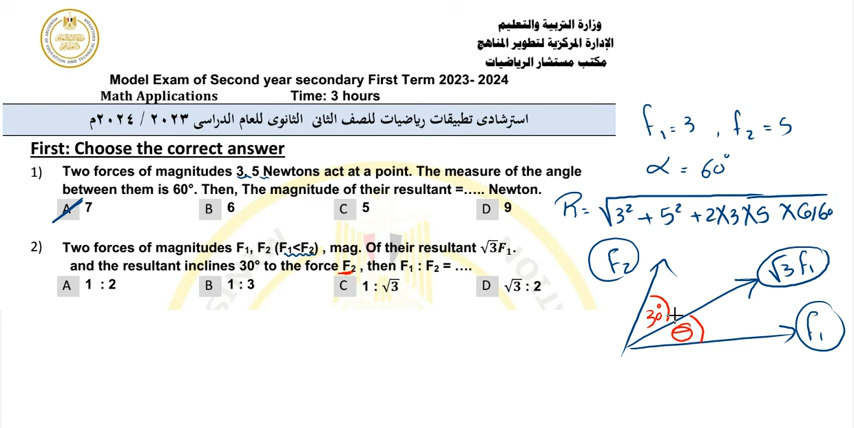 وزارة التربية والتعليم
الإدارة المركزية لتطوير المناهج
مكتب مستشار الرياضيات
Model Exam of Second year secondary First Term 2023- 2024
Math Applications Time: 3 hours
استرشادى تطبيقات رياضيات للصف الثانى الثانوى للعام الدراسى ٢٠٢٣ / ٢٠٢٤م
First: Choose the correct answer
1) Two forces of magnitudes 3, 5 Newtons act at a point. The measure of the angle
between them is 60°. Then, The magnitude of their resultant =….. Newton.
A 7 B 6 C 5 D 9
2) Two forces of magnitudes F₁, F₂ (F₁<F₂) , mag. Of their resultant √3F₁.
and the resultant inclines 30° to the force F₂ , then F₁ : F₂ = ….
A 1 : 2 B 1 : 3 C 1 : √3 D √3 : 2
F₁ = 3 , F₂ = 5
α = 60°
R = √3² + 5² + 2×3×5 × Cos60
F₂
√3 F₁
30°
θ
F₁